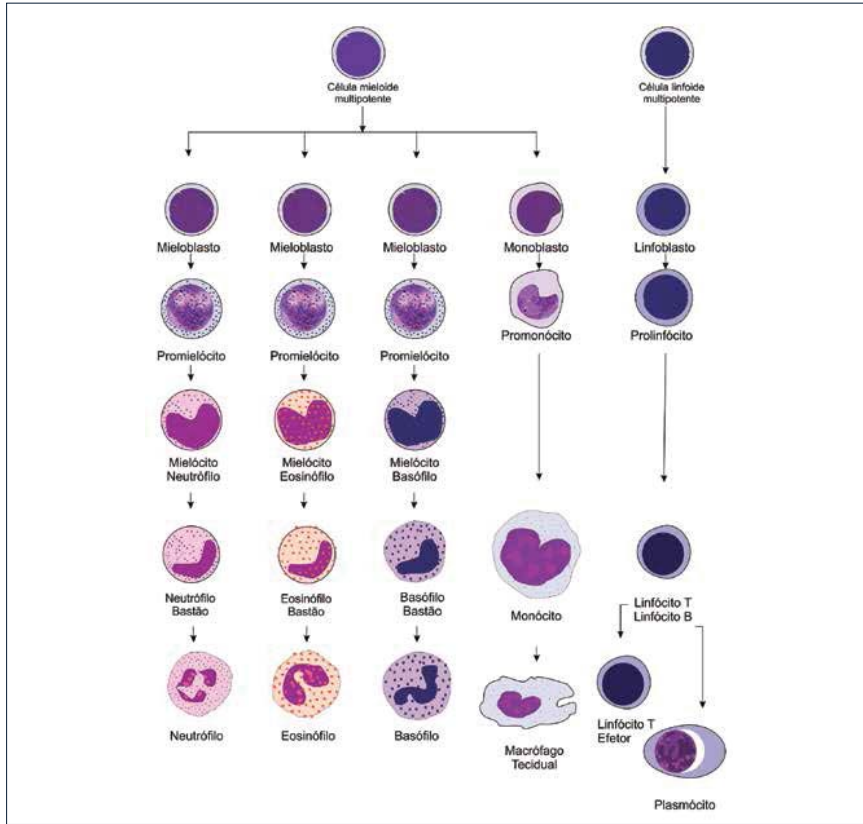 Célula mieloide
multipotente
Célula linfoide
multipotente
Mieloblasto
Mieloblasto
Mieloblasto
Monoblasto
Linfoblasto
Promielócito
Promielócito
Promielócito
Promonócito
Prolinfócito
Mielócito
Neutrófilo
Mielócito
Eosinófilo
Mielócito
Basófilo
Neutrófilo
Bastão
Eosinófilo
Bastão
Basófilo
Bastão
Monócito
Linfócito T
Linfócito B
Neutrófilo
Eosinófilo
Basófilo
Macrófago
Tecidual
Linfócito T
Efetor
Plasmócito